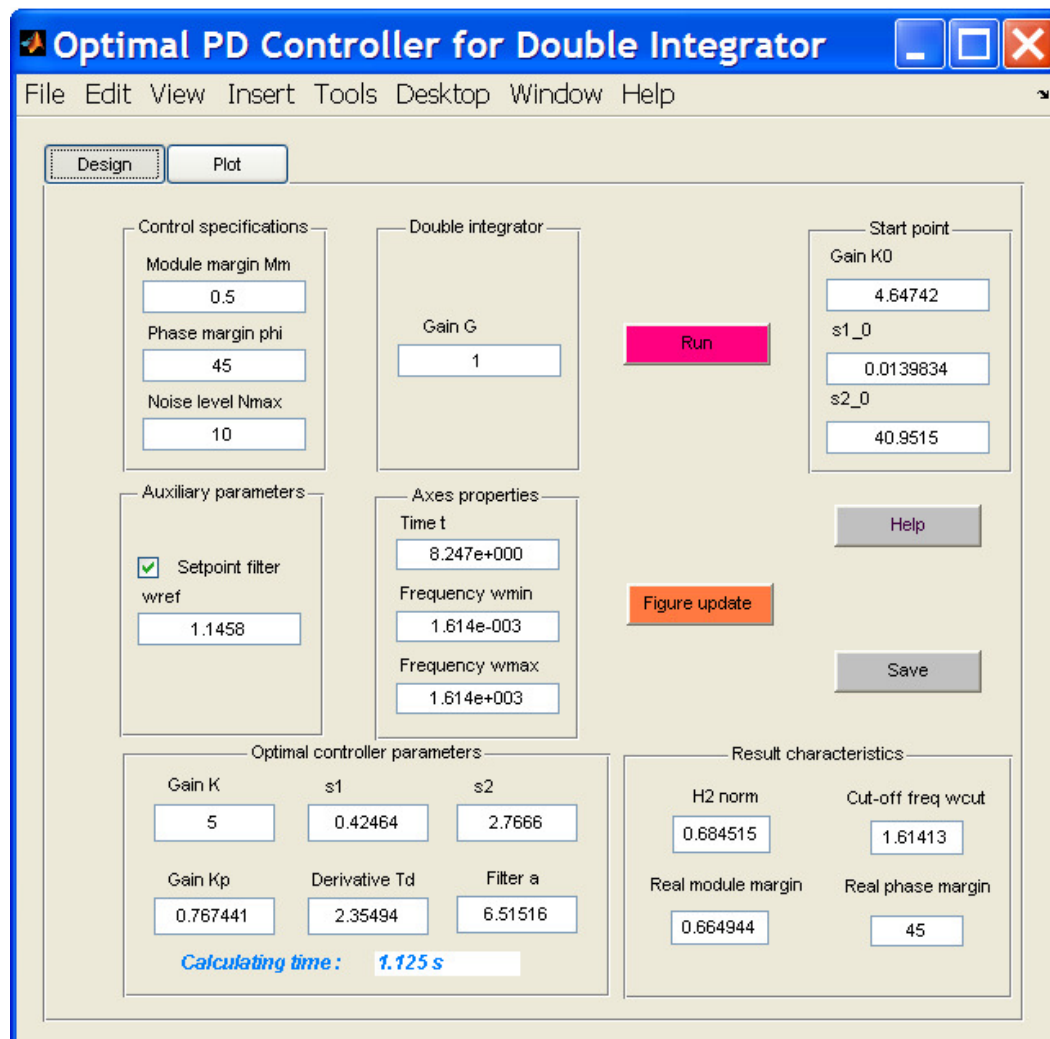 Optimal PD Controller for Double Integrator
File Edit View Insert Tools Desktop Window Help
Design Plot
Control specifications
Module margin Mm
0.5
Phase margin phi
45
Noise level Nmax
10
Double integrator
Gain G
1
Run
Start point
Gain K0
4.64742
s1_0
0.0139834
s2_0
40.9515
Auxiliary parameters
Setpoint filter
wref
1.1458
Axes properties
Time t
8.247e+000
Frequency wmin
1.614e-003
Frequency wmax
1.614e+003
Help
Figure update
Save
Optimal controller parameters
Gain K s1 s2
5 0.42464 2.7666
Gain Kp Derivative Td Filter a
0.767441 2.35494 6.51516
Calculating time : 1.125 s
Result characteristics
H2 norm Cut-off freq wcut
0.684515 1.61413
Real module margin Real phase margin
0.664944 45